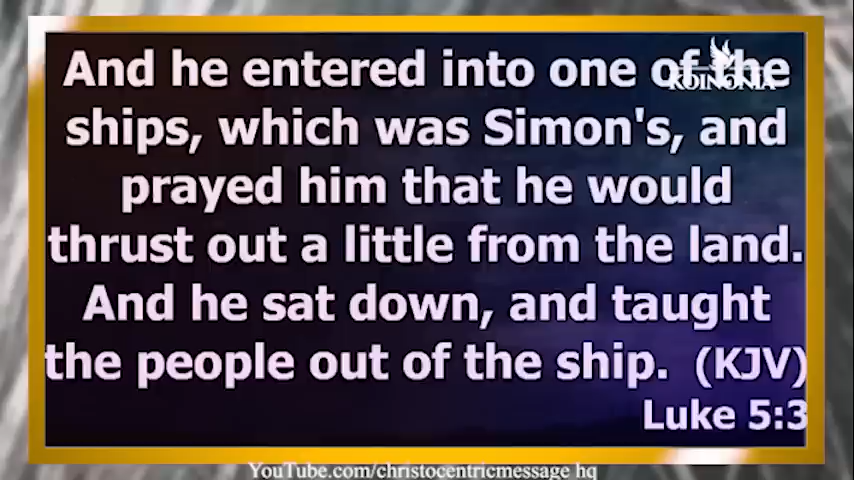 And he entered into one of the
KOINONIA
ships, which was Simon's, and
prayed him that he would
thrust out a little from the land.
And he sat down, and taught
the people out of the ship. (KJV)
Luke 5:3
YouTube.com/christocentricmessage hq